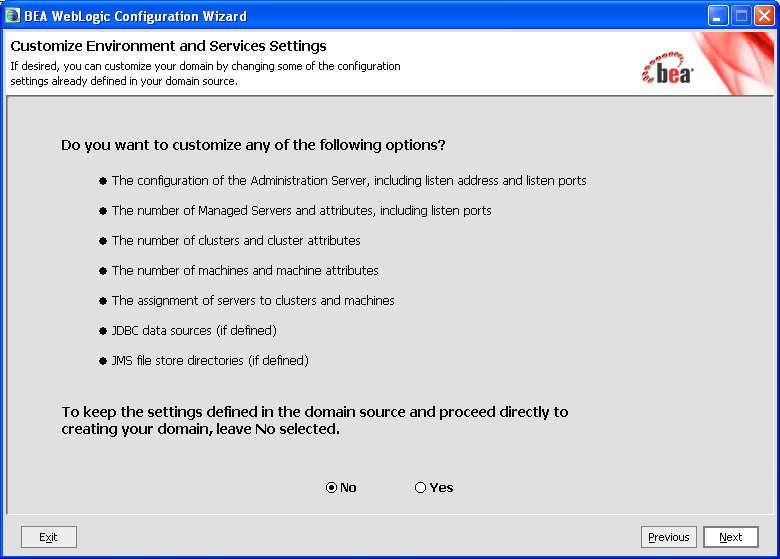 BEA WebLogic Configuration Wizard
Customize Environment and Services Settings
If desired, you can customize your domain by changing some of the configuration
settings already defined in your domain source.
bea
Do you want to customize any of the following options?
The configuration of the Administration Server, including listen address and listen ports
The number of Managed Servers and attributes, including listen ports
The number of clusters and cluster attributes
The number of machines and machine attributes
The assignment of servers to clusters and machines
JDBC data sources (if defined)
JMS file store directories (if defined)
To keep the settings defined in the domain source and proceed directly to
creating your domain, leave No selected.
No Yes
Exit Previous Next